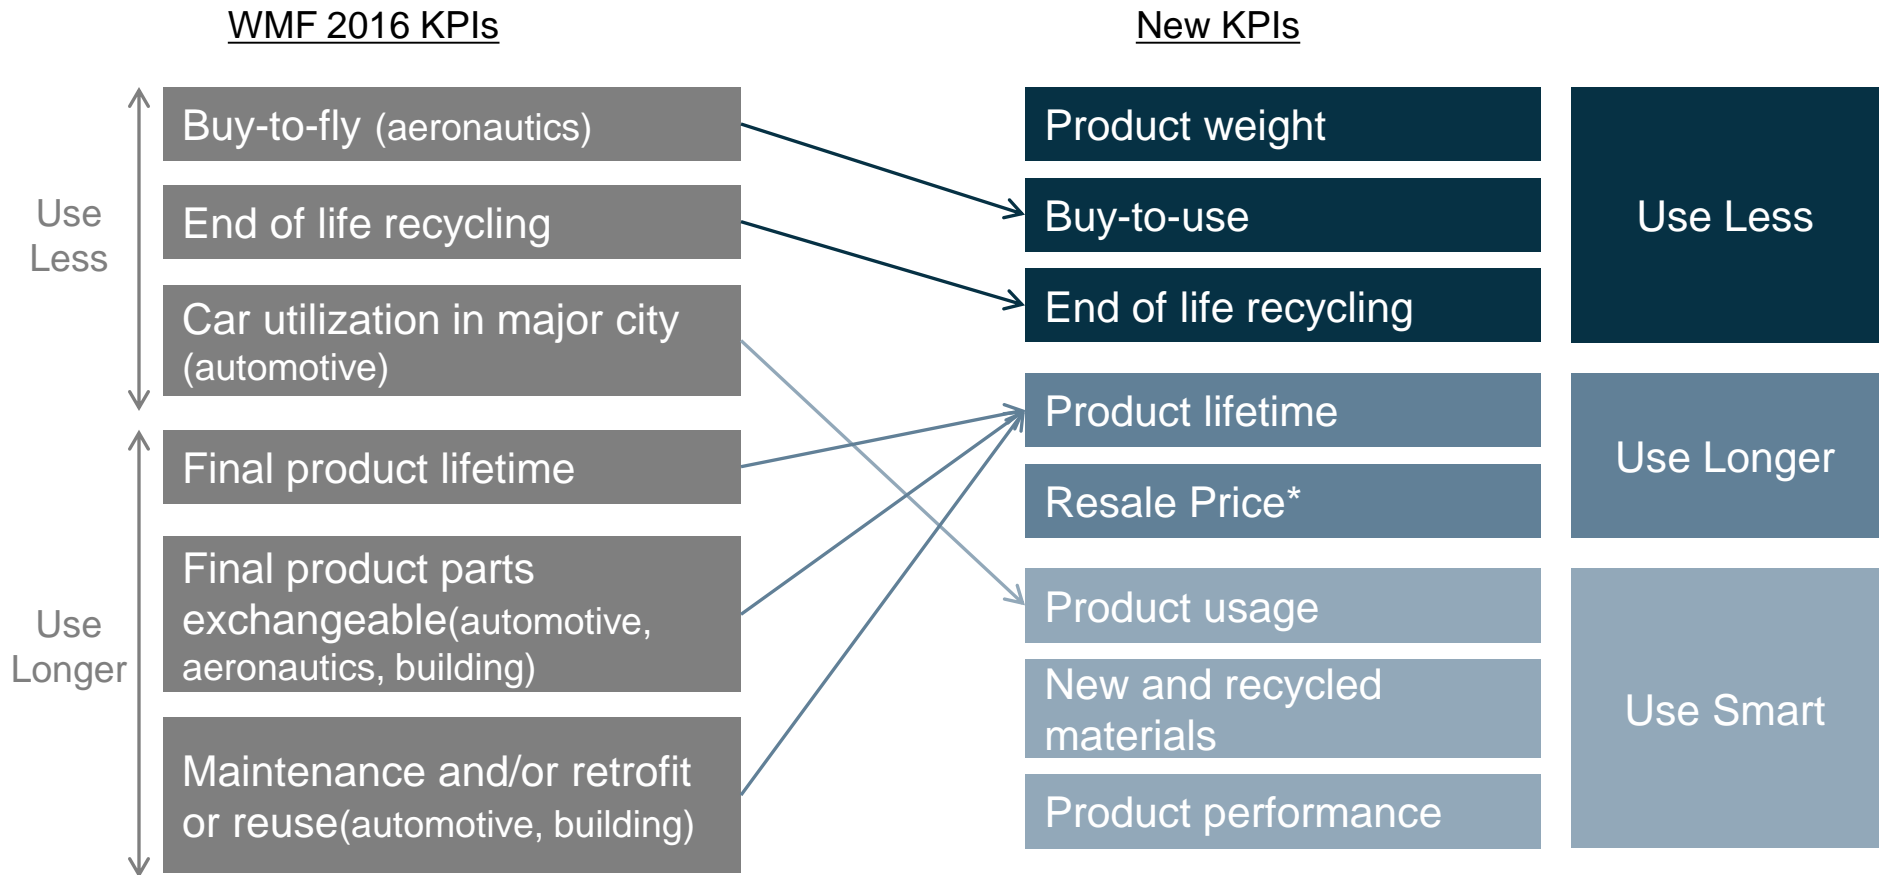 WMF 2016 KPIs
New KPIs
Use
Less
Buy-to-fly (aeronautics)
End of life recycling
Car utilization in major city
(automotive)
Use
Longer
Final product lifetime
Final product parts
exchangeable(automotive,
aeronautics, building)
Maintenance and/or retrofit
or reuse(automotive, building)
Product weight
Buy-to-use
End of life recycling
Use Less
Product lifetime
Resale Price*
Use Longer
Product usage
New and recycled
materials
Product performance
Use Smart